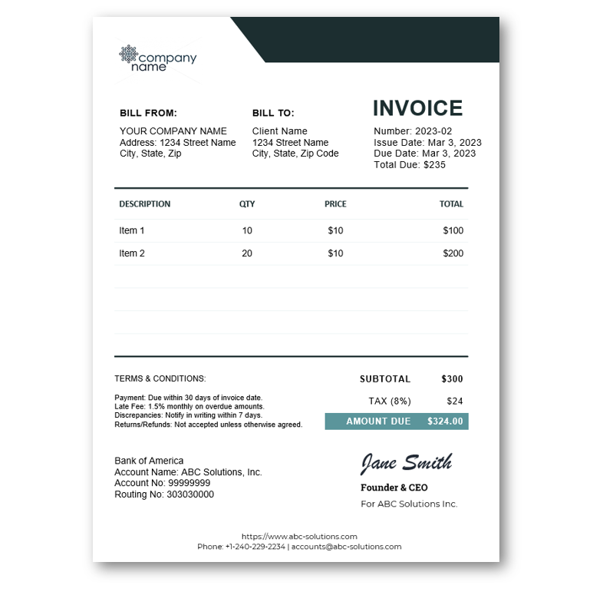 company
name
INVOICE
BILL FROM:
YOUR COMPANY NAME
Address: 1234 Street Name
City, State, Zip
BILL TO:
Client Name
1234 Street Name
City, State, Zip Code
Number: 2023-02
Issue Date: Mar 3, 2023
Due Date: Mar 3, 2023
Total Due: $235
DESCRIPTION QTY PRICE TOTAL
Item 1 10 $10 $100
Item 2 20 $10 $200
TERMS & CONDITIONS:
Payment: Due within 30 days of invoice date.
Late Fee: 1.5% monthly on overdue amounts.
Discrepancies: Notify in writing within 7 days.
Returns/Refunds: Not accepted unless otherwise agreed.
SUBTOTAL $300
TAX (8%) $24
AMOUNT DUE $324.00
Bank of America
Account Name: ABC Solutions, Inc.
Account No: 99999999
Routing No: 303030000
Jane Smith
Founder & CEO
For ABC Solutions Inc.
https://www.abc-solutions.com
Phone: +1-240-229-2234 | accounts@abc-solutions.com